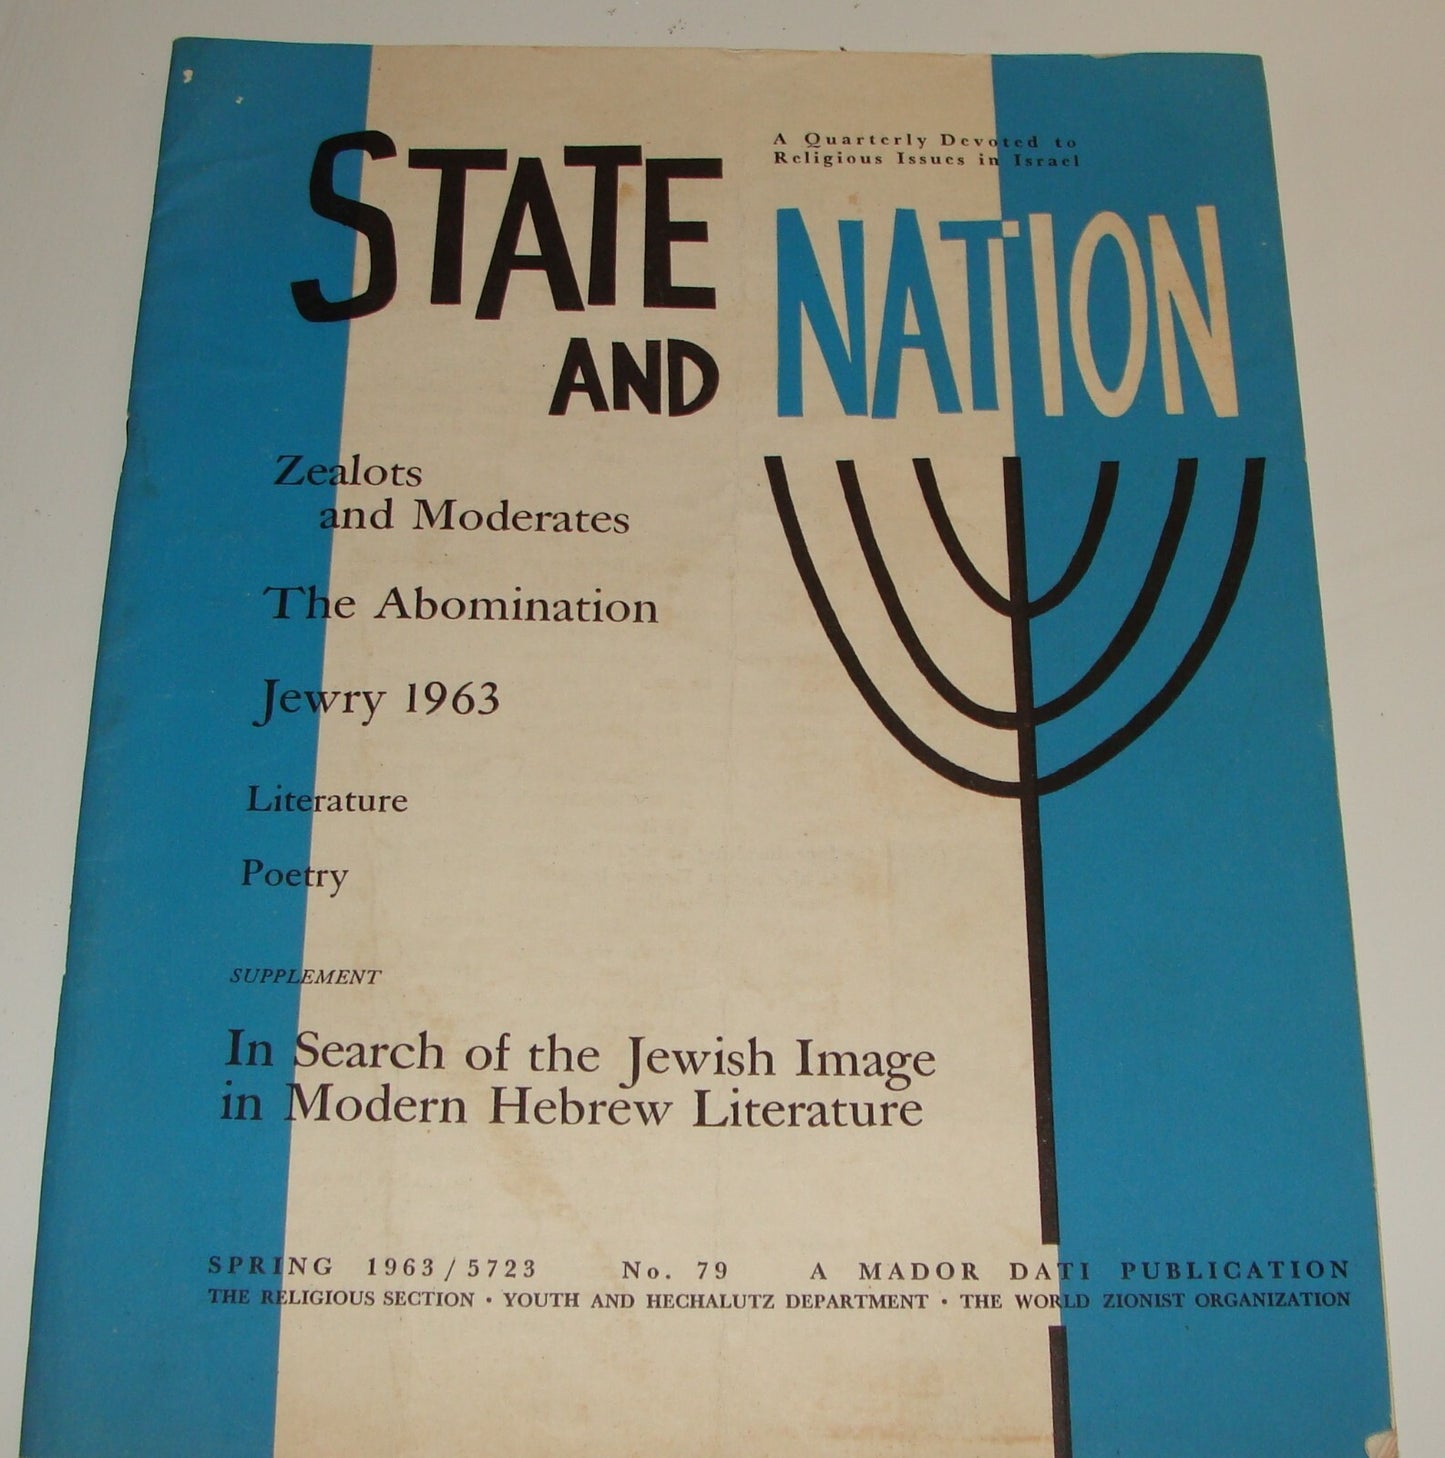 A Quarterly Devoted to
Religious Issues in Israel
STATE
AND
NATION
Zealots
and Moderates
The Abomination
Jewry 1963
Literature
Poetry
SUPPLEMENT
In Search of the Jewish Image
in Modern Hebrew Literature
SPRING 1963/5723 No. 79 A MADOR DATI PUBLICATION
THE RELIGIOUS SECTION • YOUTH AND HECHALUTZ DEPARTMENT • THE WORLD ZIONIST ORGANIZATION